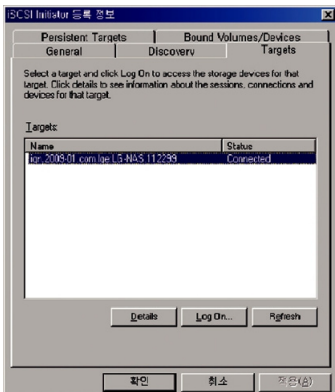 iSCSI Initiator 등록 정보
Persistent Targets
Bound Volumes/Devices
General
Discovery
Targets
Select a target and click Log On to access the storage devices for that
target. Click details to see information about the sessions, connections and
devices for that target.
Targets:
Name
Status
iqn.2009-01.com.lge:LG-NAS:112299
Connected
Details
Log On...
Refresh
확인
취소
적용(A)